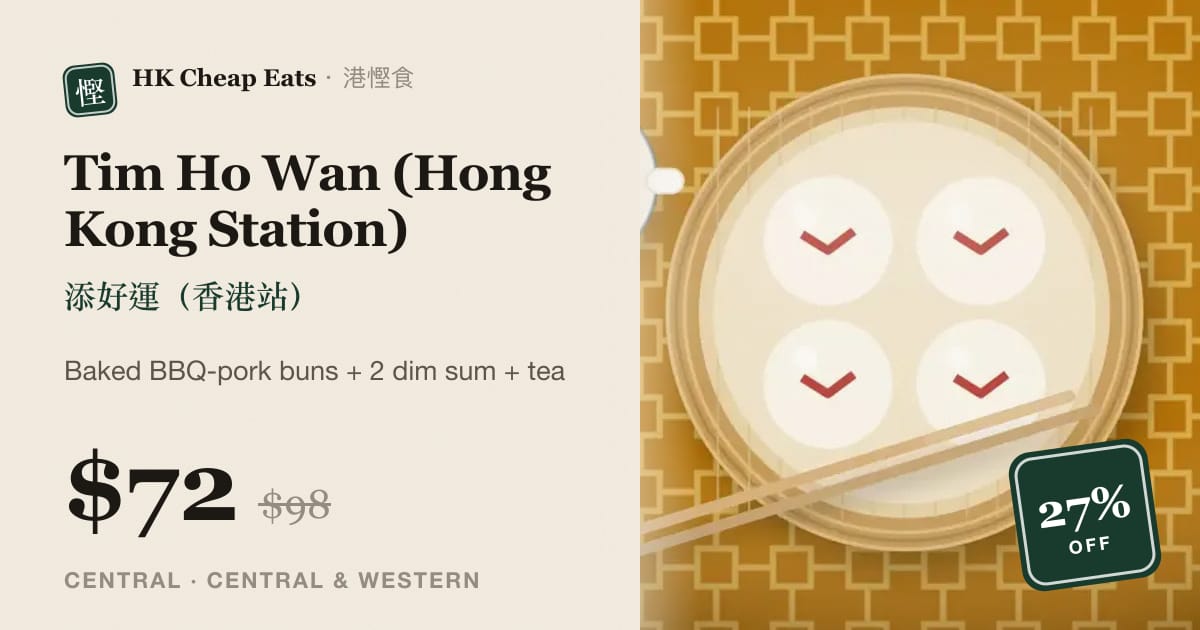 慳
HK Cheap Eats · 港慳食
Tim Ho Wan (Hong
Kong Station)
添好運（香港站）
Baked BBQ-pork buns + 2 dim sum + tea
$72 $98
CENTRAL · CENTRAL & WESTERN
27%
OFF